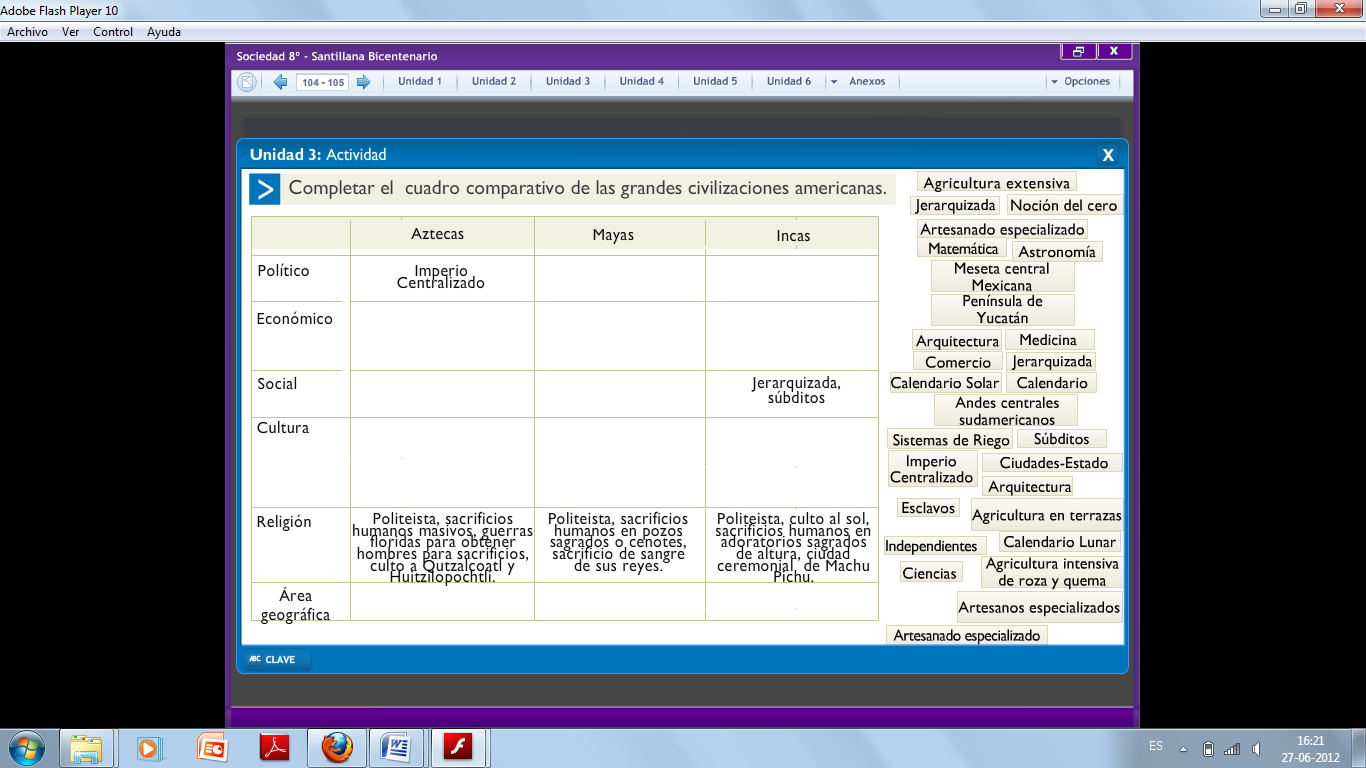 Adobe Flash Player 10
Archivo Ver Control Ayuda
Sociedad 8º - Santillana Bicentenario
104 - 105 Unidad 1 Unidad 2 Unidad 3 Unidad 4 Unidad 5 Unidad 6 Anexos Opciones
Unidad 3: Actividad X
> Completar el cuadro comparativo de las grandes civilizaciones americanas.
Aztecas Mayas Incas
Político
Imperio
Centralizado
Económico
Social
Jerarquizada,
súbditos
Cultura
Religión
Politeista, sacrificios
humanos masivos, guerras
floridas para obtener
hombres para sacrificios,
culto a Qutzalcoatl y
Huitzilopochtli.
Politeista, sacrificios
humanos en pozos
sagrados o cenotes,
sacrificio de sangre
de sus reyes.
Politeista, culto al sol,
sacrificios humanos en
adoratorios sagrados
de altura, ciudad
ceremonial de Machu
Pichu.
Área
geográfica
Agricultura extensiva
Jerarquizada Noción del cero
Artesanado especializado
Matemática Astronomía
Meseta central
Mexicana
Península de
Yucatán
Arquitectura Medicina
Comercio Jerarquizada
Calendario Solar Calendario
Andes centrales
sudamericanos
Sistemas de Riego Súbditos
Imperio
Centralizado
Ciudades-Estado
Arquitectura
Esclavos
Agricultura en terrazas
Independientes Calendario Lunar
Ciencias
Agricultura intensiva
de roza y quema
Artesanos especializados
Artesanado especializado
ABC CLAVE
ES
16:21
27-06-2012